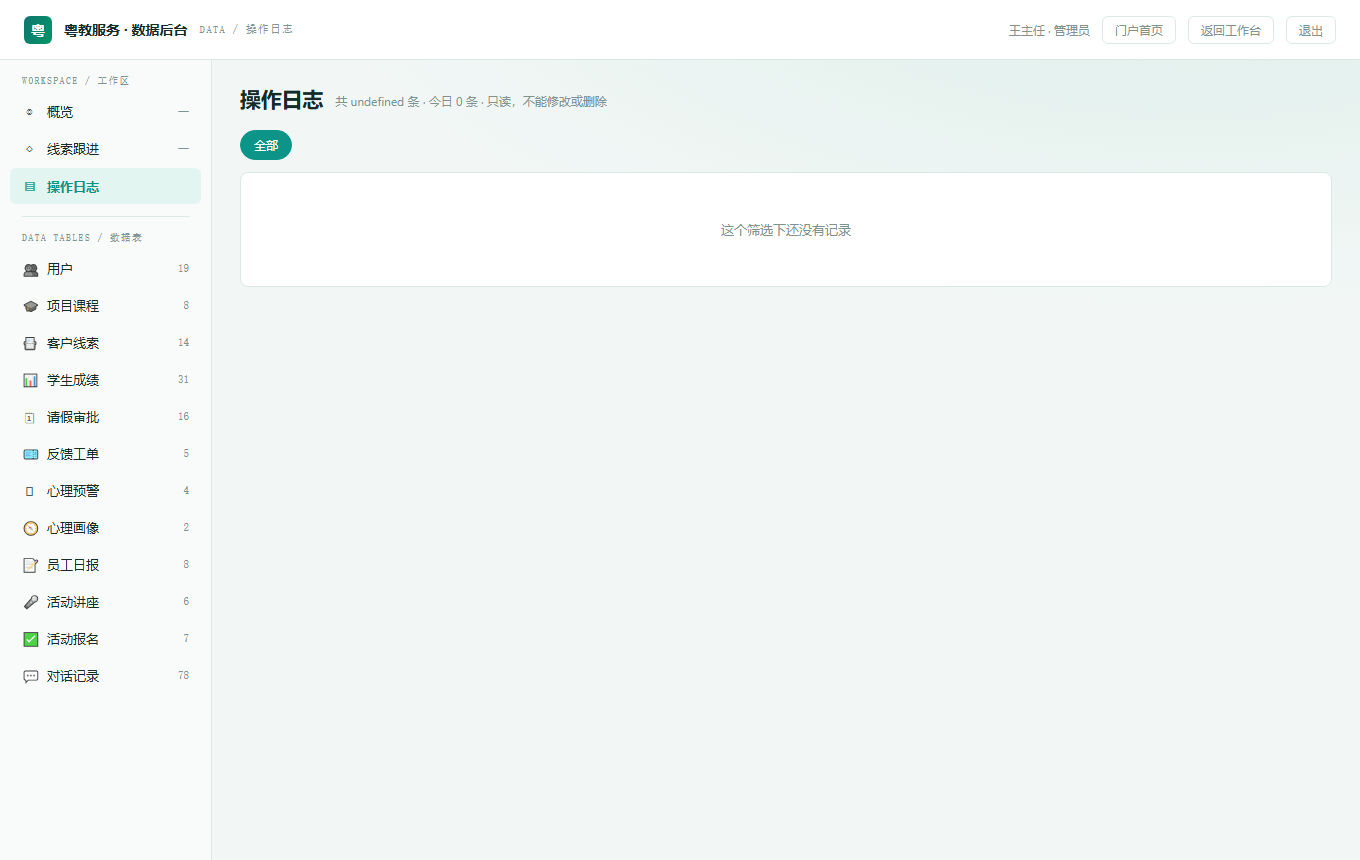 粤 粤教服务 · 数据后台 DATA / 操作日志 王主任 · 管理员 门户首页 返回工作台 退出
WORKSPACE / 工作区
概览 —
线索跟进 —
操作日志
DATA TABLES / 数据表
用户 19
项目课程 8
客户线索 14
学生成绩 31
请假审批 16
反馈工单 5
心理预警 4
心理画像 2
员工日报 8
活动讲座 6
活动报名 7
对话记录 78
操作日志 共 undefined 条 · 今日 0 条 · 只读，不能修改或删除
全部
这个筛选下还没有记录